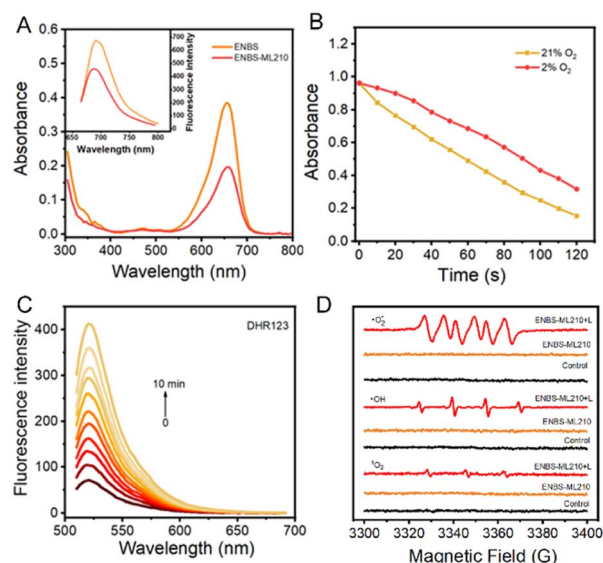 A
ENBS
ENBS-ML210
0.6
0.5
0.4
0.3
0.2
0.1
0.0
300 400 500 600 700 800
Wavelength (nm)
Absorbance
700
600
500
400
300
200
100
0
Fluorescence intensity
650 700 750 800
Wavelength (nm)
B
21% O₂
2% O₂
1.2
1.0
0.8
0.6
0.4
0.2
0.0
0 20 40 60 80 100 120
Time (s)
Absorbance
C
DHR123
10 min
0
400
300
200
100
0
500 550 600 650 700
Wavelength (nm)
Fluorescence intensity
D
•O₂⁻
ENBS-ML210+L
ENBS-ML210
Control
•OH
ENBS-ML210+L
ENBS-ML210
Control
¹O₂
ENBS-ML210+L
ENBS-ML210
Control
3300 3320 3340 3360 3380 3400
Magnetic Field (G)